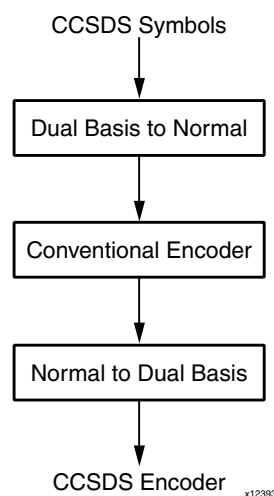 CCSDS Symbols
Dual Basis to Normal
Conventional Encoder
Normal to Dual Basis
CCSDS Encoder